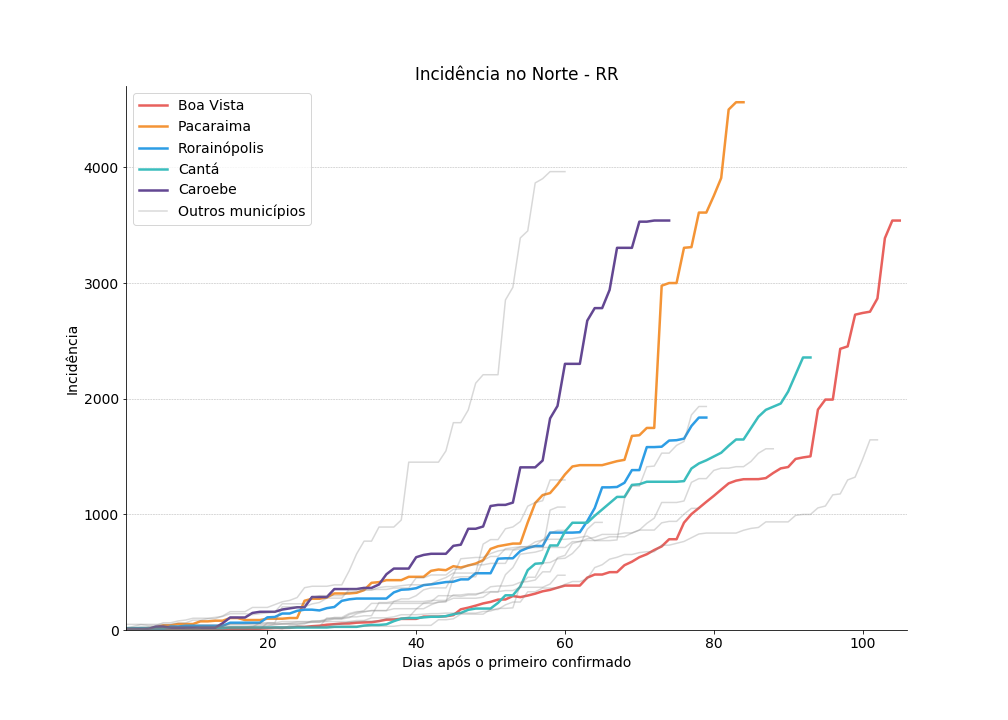 Incidência no Norte - RR
Boa Vista
Pacaraima
Rorainópolis
Cantá
Caroebe
Outros municípios
4000
3000
2000
1000
0
Incidência
20 40 60 80 100
Dias após o primeiro confirmado